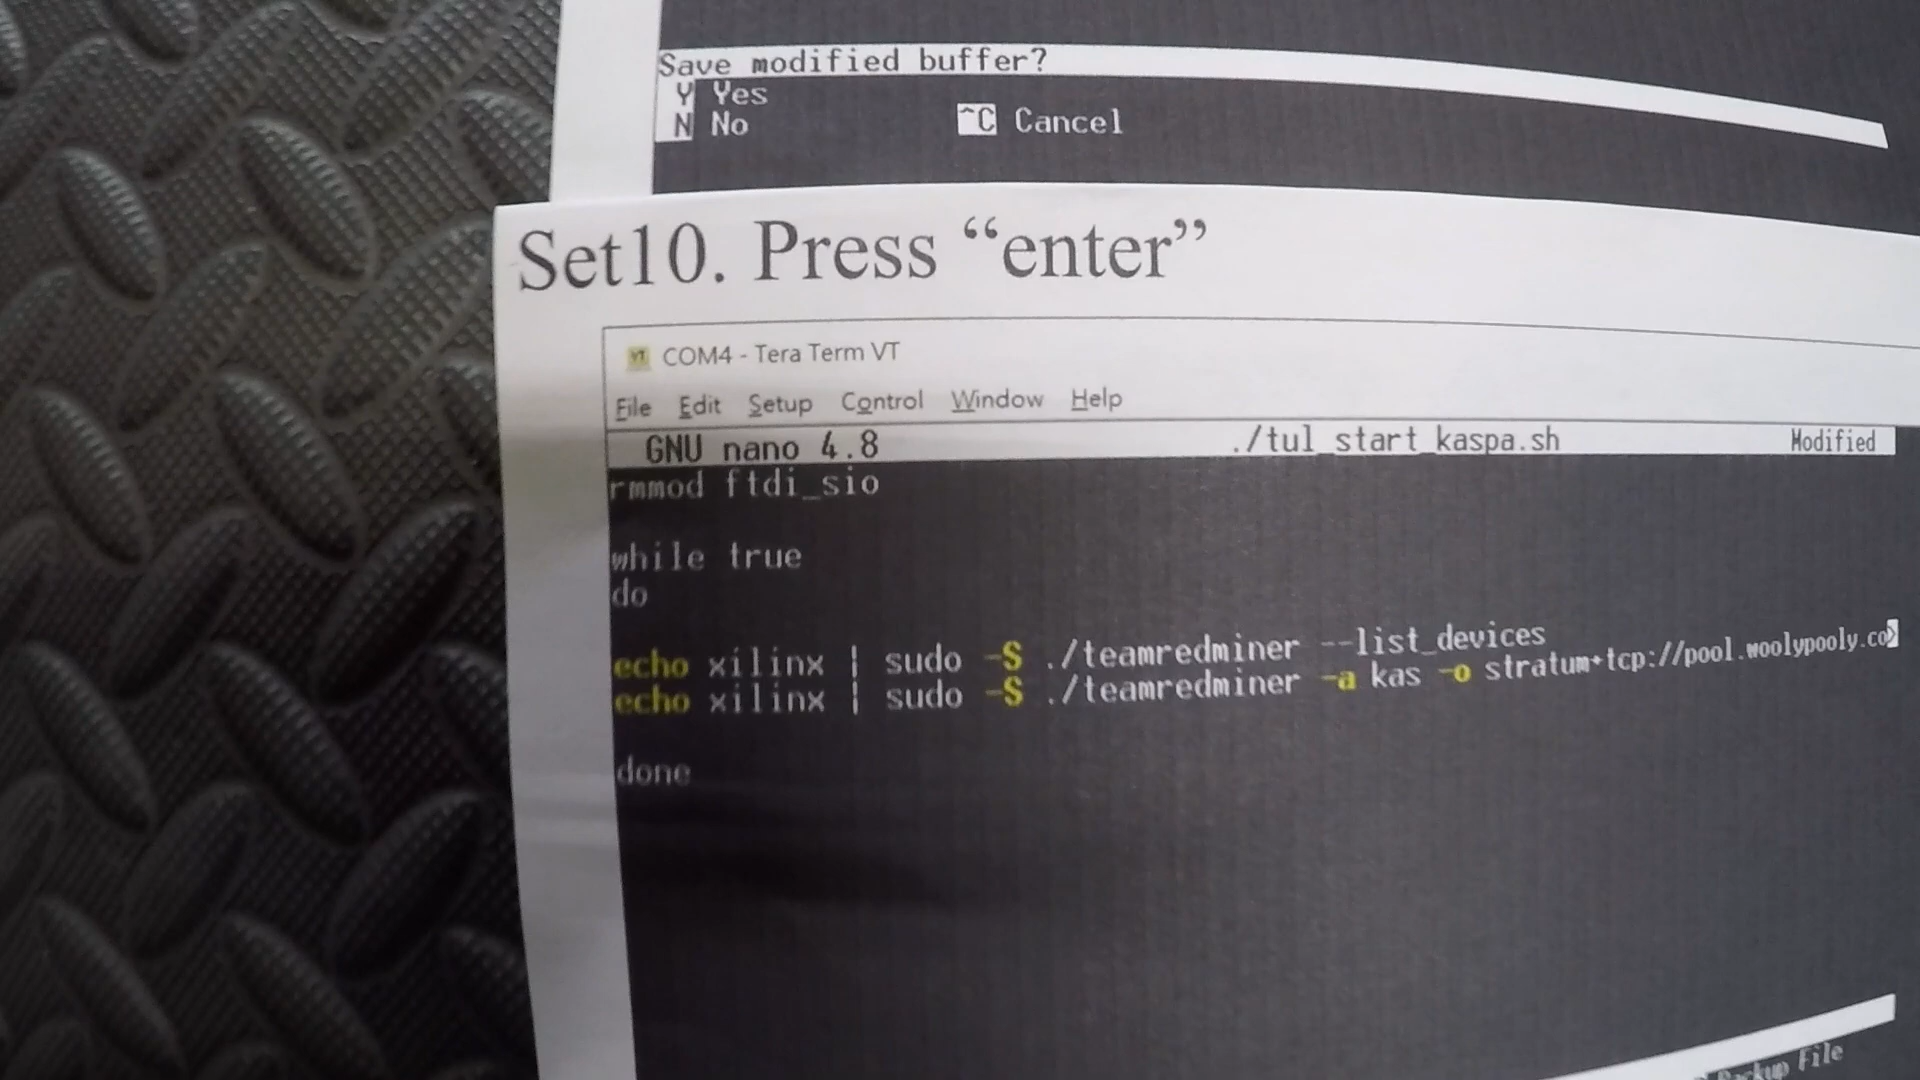 Save modified buffer?
Y Yes
N No ^C Cancel
Set10. Press “enter”
COM4 - Tera Term VT
File Edit Setup Control Window Help
GNU nano 4.8 ./tul_start_kaspa.sh Modified
rmmod ftdi_sio
while true
do
echo xilinx | sudo -S ./teamredminer --list_devices
echo xilinx | sudo -S ./teamredminer -a kas -o stratum+tcp://pool.woolypooly.co>
done
Backup File